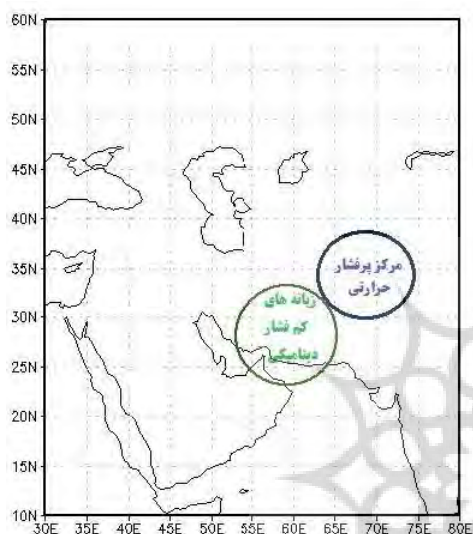 60N
55N
50N
45N
40N
35N
30N
25N
20N
15N
10N
30E 35E 40E 45E 50E 55E 60E 65E 70E 75E 80E
مرکز پرفشار
حرارتی
زبانه های
کم فشار
دینامیکی